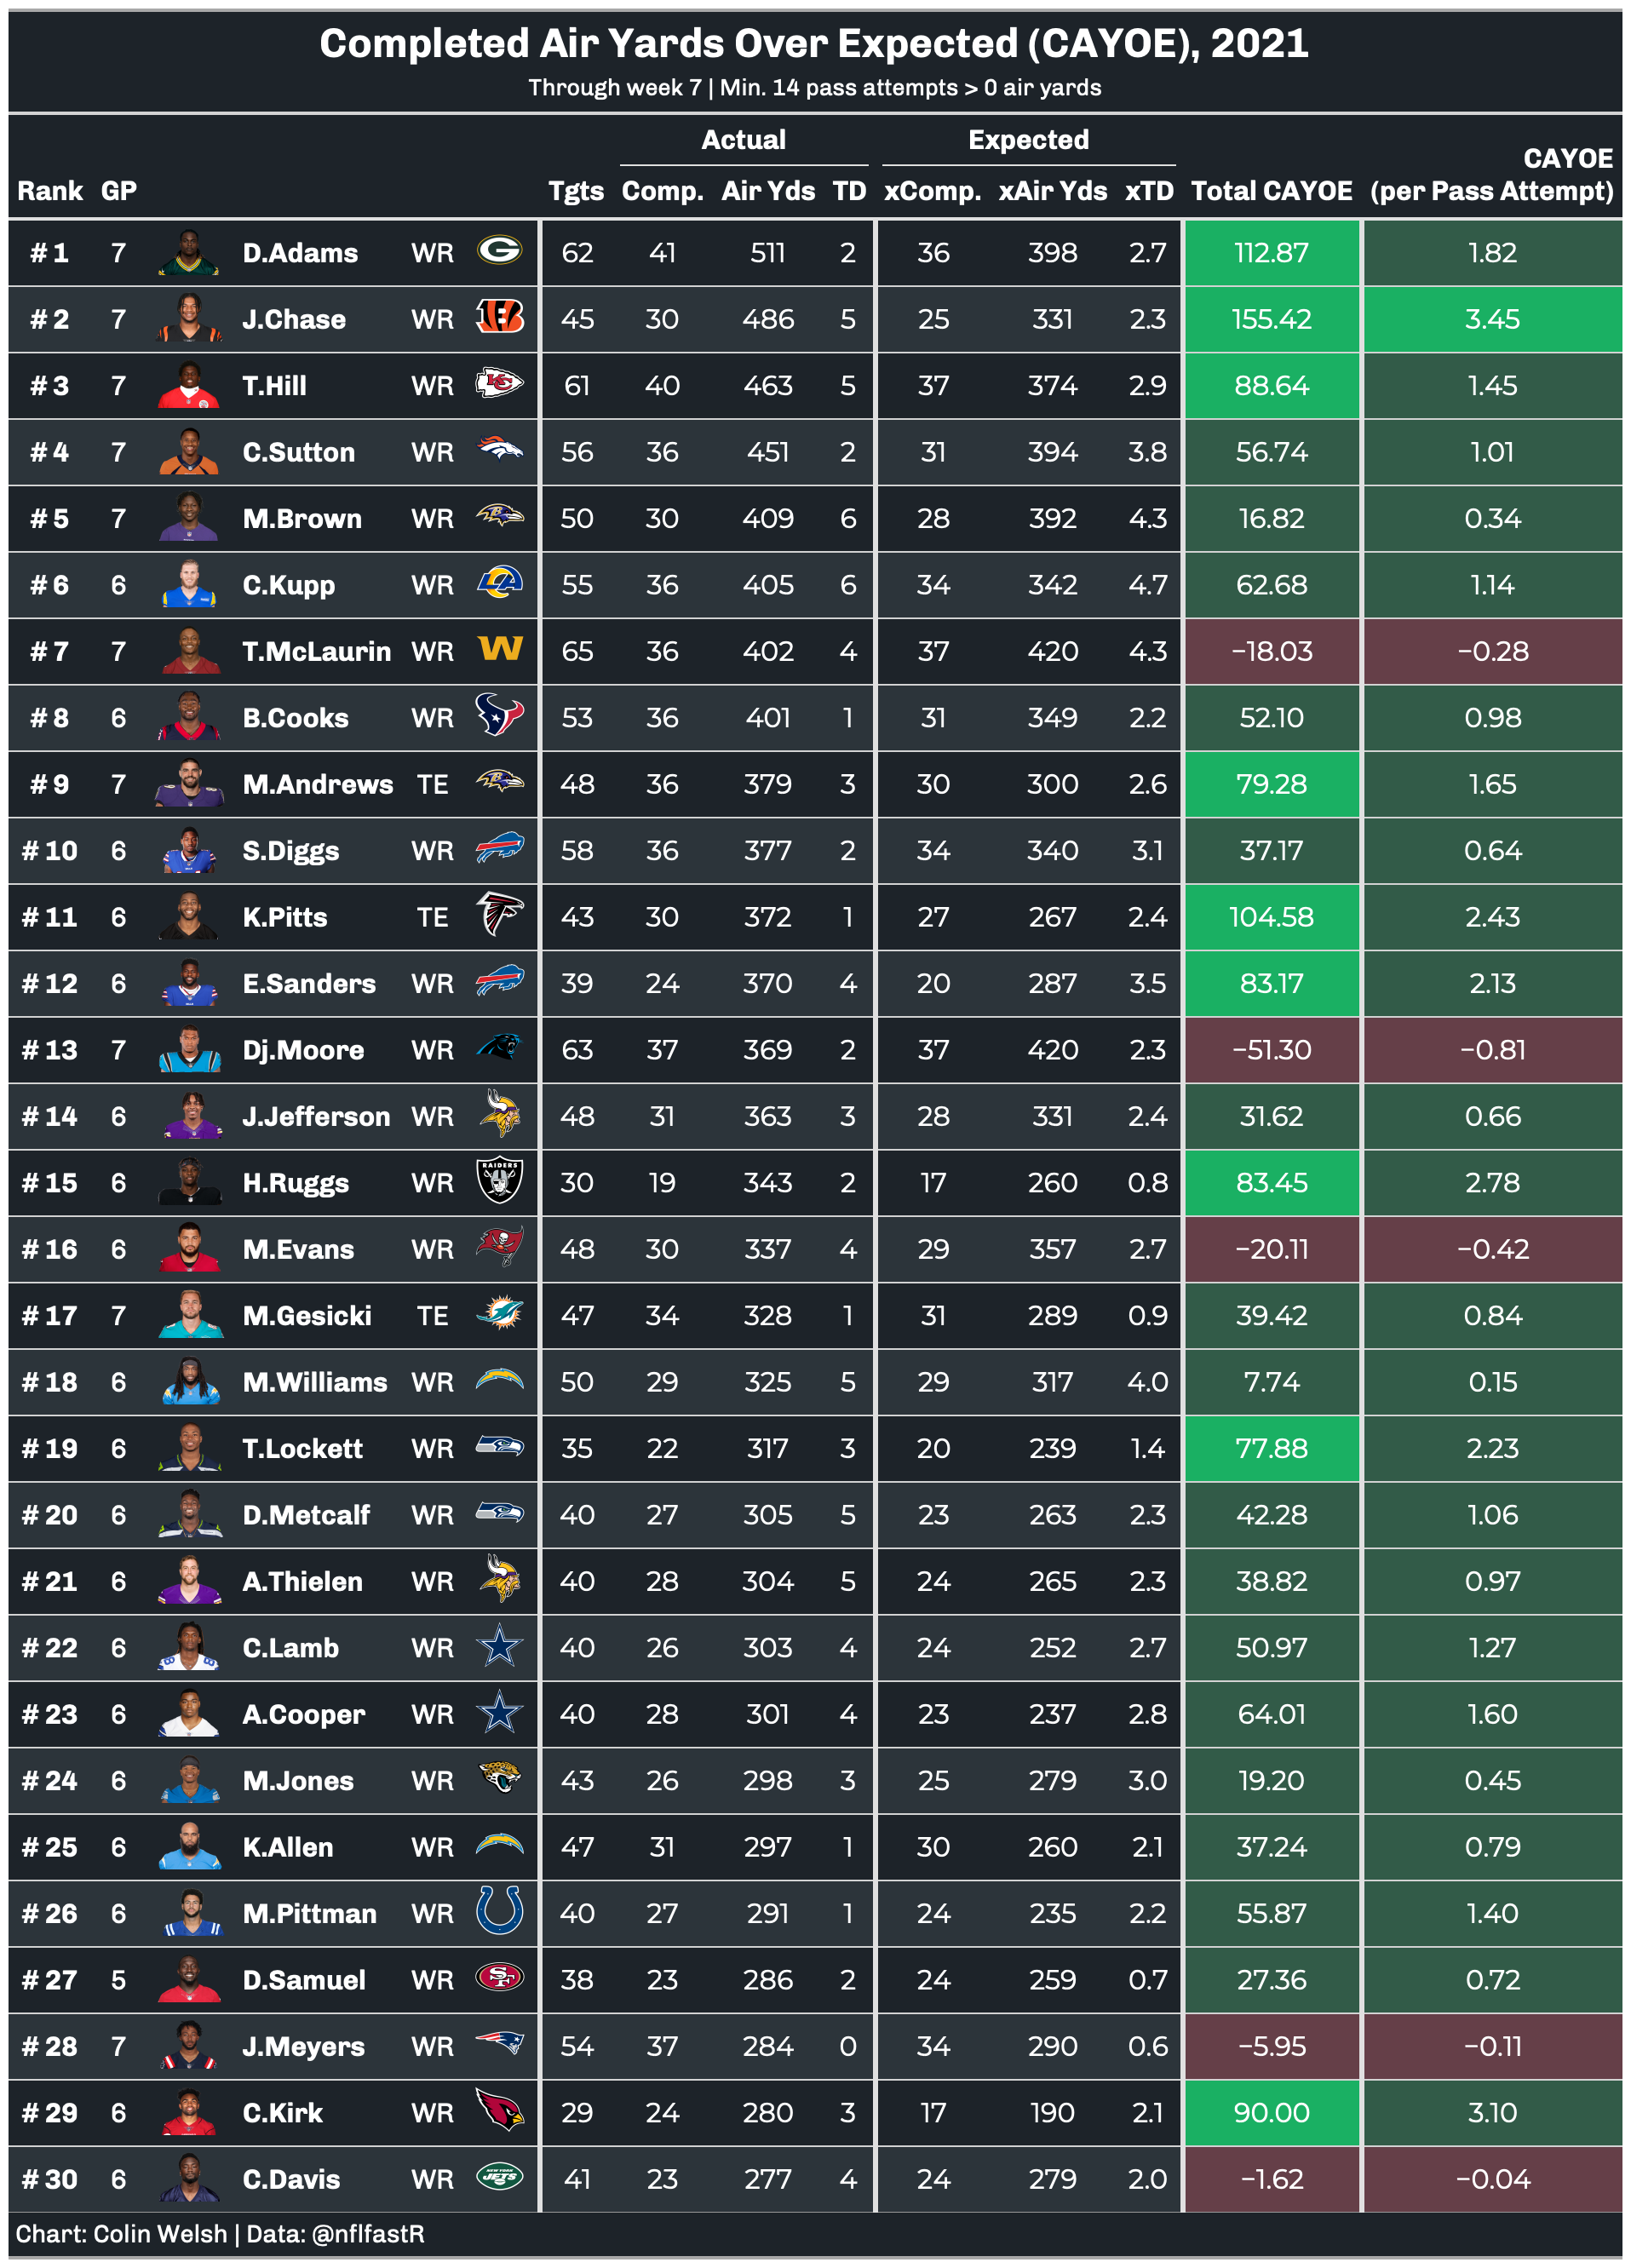 Completed Air Yards Over Expected (CAYOE), 2021
Through week 7 | Min. 14 pass attempts > 0 air yards
Actual Expected
CAYOE
Rank GP Tgts Comp. Air Yds TD xComp. xAir Yds xTD Total CAYOE (per Pass Attempt)
# 1 7 D.Adams WR G 62 41 511 2 36 398 2.7 112.87 1.82
# 2 7 J.Chase WR B 45 30 486 5 25 331 2.3 155.42 3.45
# 3 7 T.Hill WR KC 61 40 463 5 37 374 2.9 88.64 1.45
# 4 7 C.Sutton WR 56 36 451 2 31 394 3.8 56.74 1.01
# 5 7 M.Brown WR B 50 30 409 6 28 392 4.3 16.82 0.34
# 6 6 C.Kupp WR LA 55 36 405 6 34 342 4.7 62.68 1.14
# 7 7 T.McLaurin WR W 65 36 402 4 37 420 4.3 −18.03 −0.28
# 8 6 B.Cooks WR 53 36 401 1 31 349 2.2 52.10 0.98
# 9 7 M.Andrews TE B 48 36 379 3 30 300 2.6 79.28 1.65
# 10 6 S.Diggs WR 58 36 377 2 34 340 3.1 37.17 0.64
# 11 6 K.Pitts TE 43 30 372 1 27 267 2.4 104.58 2.43
# 12 6 E.Sanders WR 39 24 370 4 20 287 3.5 83.17 2.13
# 13 7 Dj.Moore WR 63 37 369 2 37 420 2.3 −51.30 −0.81
# 14 6 J.Jefferson WR 48 31 363 3 28 331 2.4 31.62 0.66
# 15 6 H.Ruggs WR RAIDERS 30 19 343 2 17 260 0.8 83.45 2.78
# 16 6 M.Evans WR 48 30 337 4 29 357 2.7 −20.11 −0.42
# 17 7 M.Gesicki TE 47 34 328 1 31 289 0.9 39.42 0.84
# 18 6 M.Williams WR 50 29 325 5 29 317 4.0 7.74 0.15
# 19 6 T.Lockett WR 35 22 317 3 20 239 1.4 77.88 2.23
# 20 6 D.Metcalf WR 40 27 305 5 23 263 2.3 42.28 1.06
# 21 6 A.Thielen WR 40 28 304 5 24 265 2.3 38.82 0.97
# 22 6 C.Lamb WR 40 26 303 4 24 252 2.7 50.97 1.27
# 23 6 A.Cooper WR 40 28 301 4 23 237 2.8 64.01 1.60
# 24 6 M.Jones WR 43 26 298 3 25 279 3.0 19.20 0.45
# 25 6 K.Allen WR 47 31 297 1 30 260 2.1 37.24 0.79
# 26 6 M.Pittman WR 40 27 291 1 24 235 2.2 55.87 1.40
# 27 5 D.Samuel WR SF 38 23 286 2 24 259 0.7 27.36 0.72
# 28 7 J.Meyers WR 54 37 284 0 34 290 0.6 −5.95 −0.11
# 29 6 C.Kirk WR 29 24 280 3 17 190 2.1 90.00 3.10
# 30 6 C.Davis WR JETS 41 23 277 4 24 279 2.0 −1.62 −0.04
Chart: Colin Welsh | Data: @nflfastR